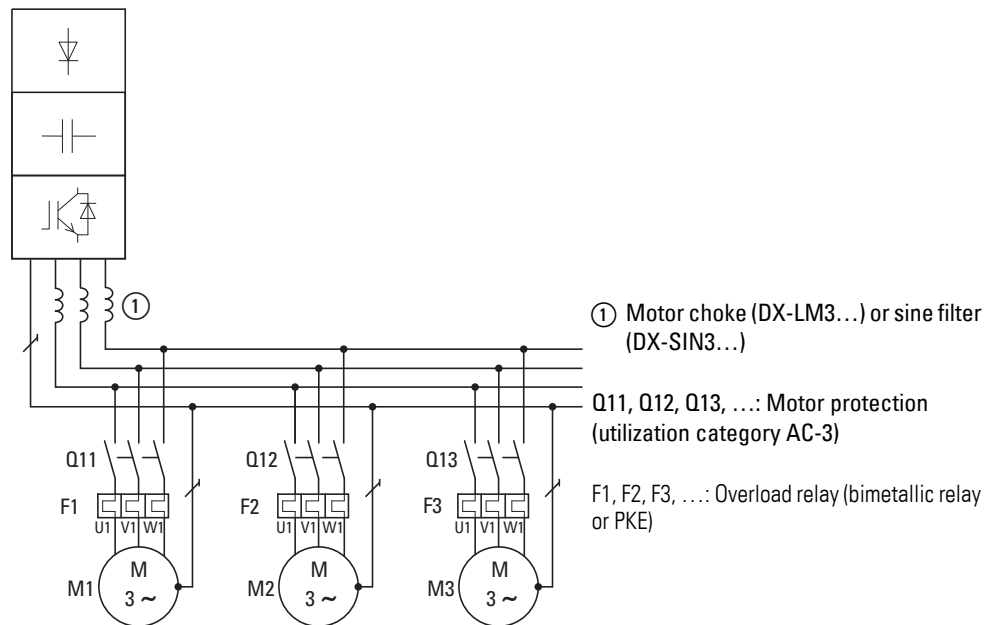 ①
① Motor choke (DX-LM3…) or sine filter
(DX-SIN3…)
Q11, Q12, Q13, …: Motor protection
(utilization category AC-3)
F1, F2, F3, …: Overload relay (bimetallic relay
or PKE)
Q11 Q12 Q13
F1 F2 F3
U1 V1 W1 U1 V1 W1 U1 V1 W1
M1 M 3 ~ M2 M 3 ~ M3 M 3 ~